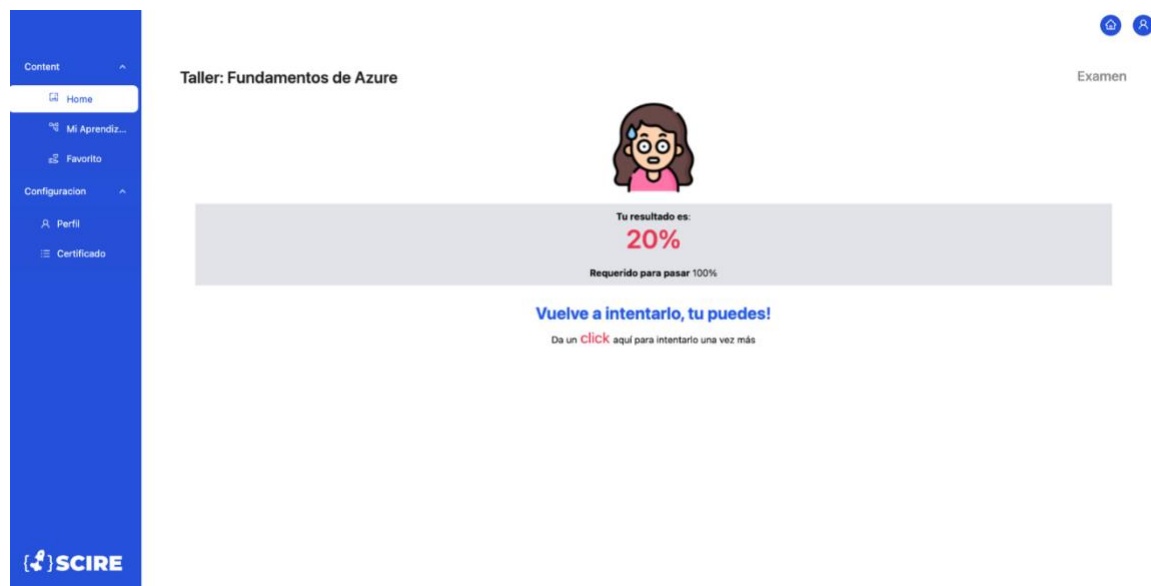 Content
Home
Mi Aprendiz...
Favorito
Configuracion
Perfil
Certificado
{ }SCIRE
Taller: Fundamentos de Azure
Examen
Tu resultado es:
20%
Requerido para pasar 100%
Vuelve a intentarlo, tu puedes!
Da un click aquí para intentarlo una vez más